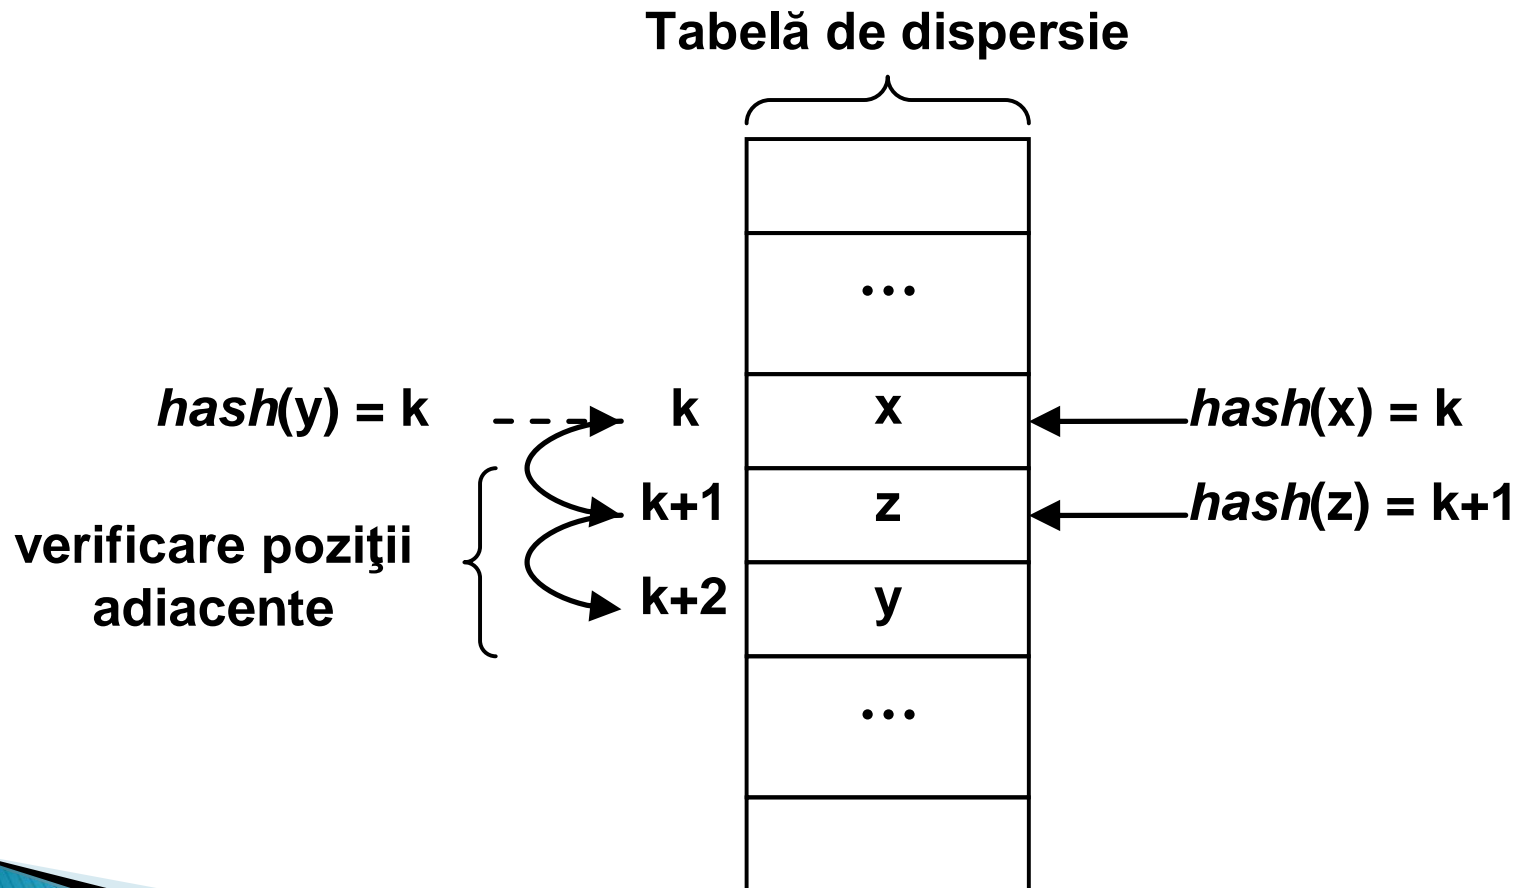 Tabelă de dispersie
...
hash(y) = k
k
x
hash(x) = k
k+1
z
hash(z) = k+1
verificare poziţii
adiacente
k+2
y
...